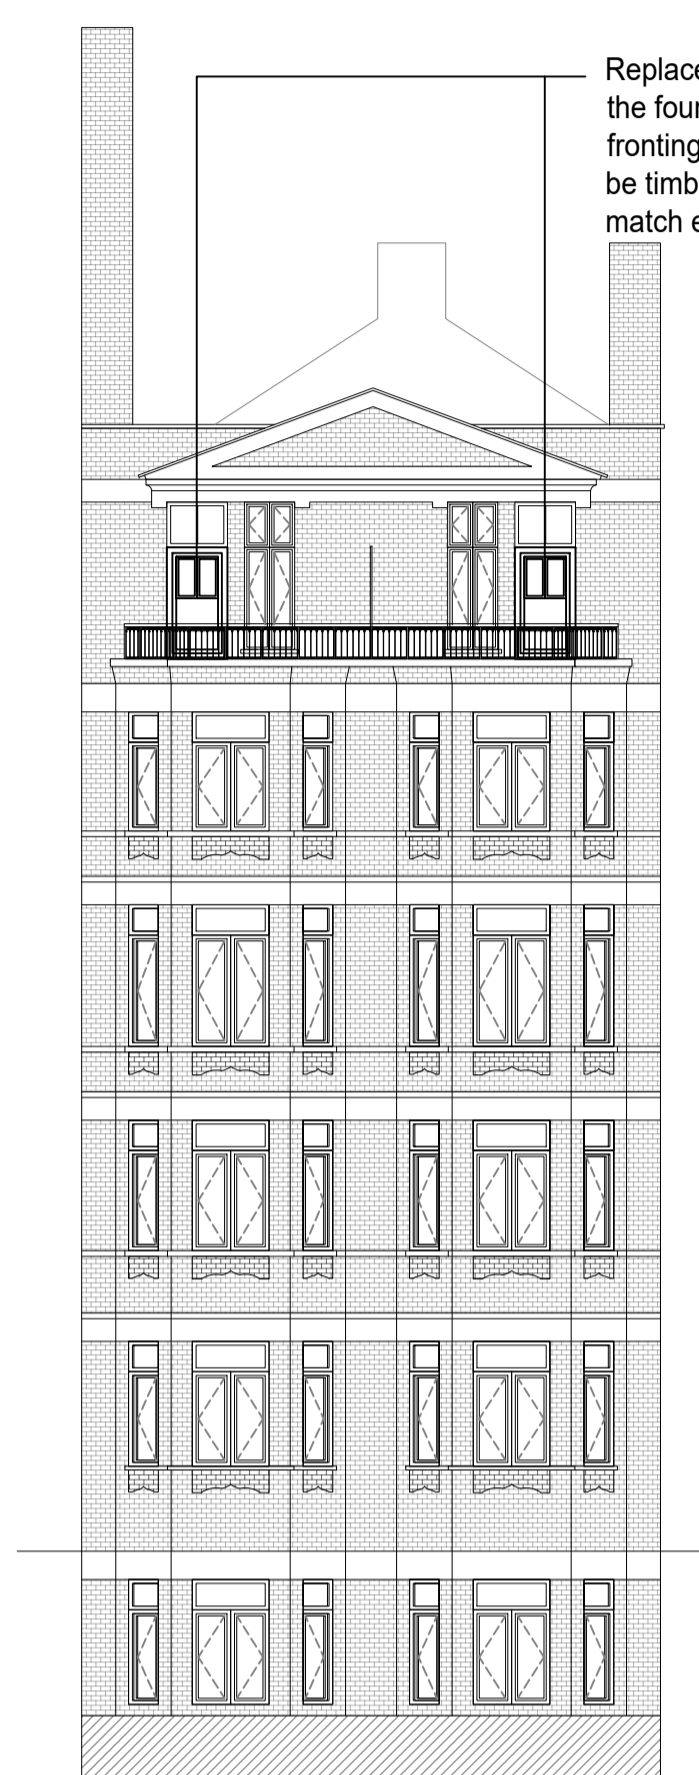 Replace
the four
fronting
be timb
match e